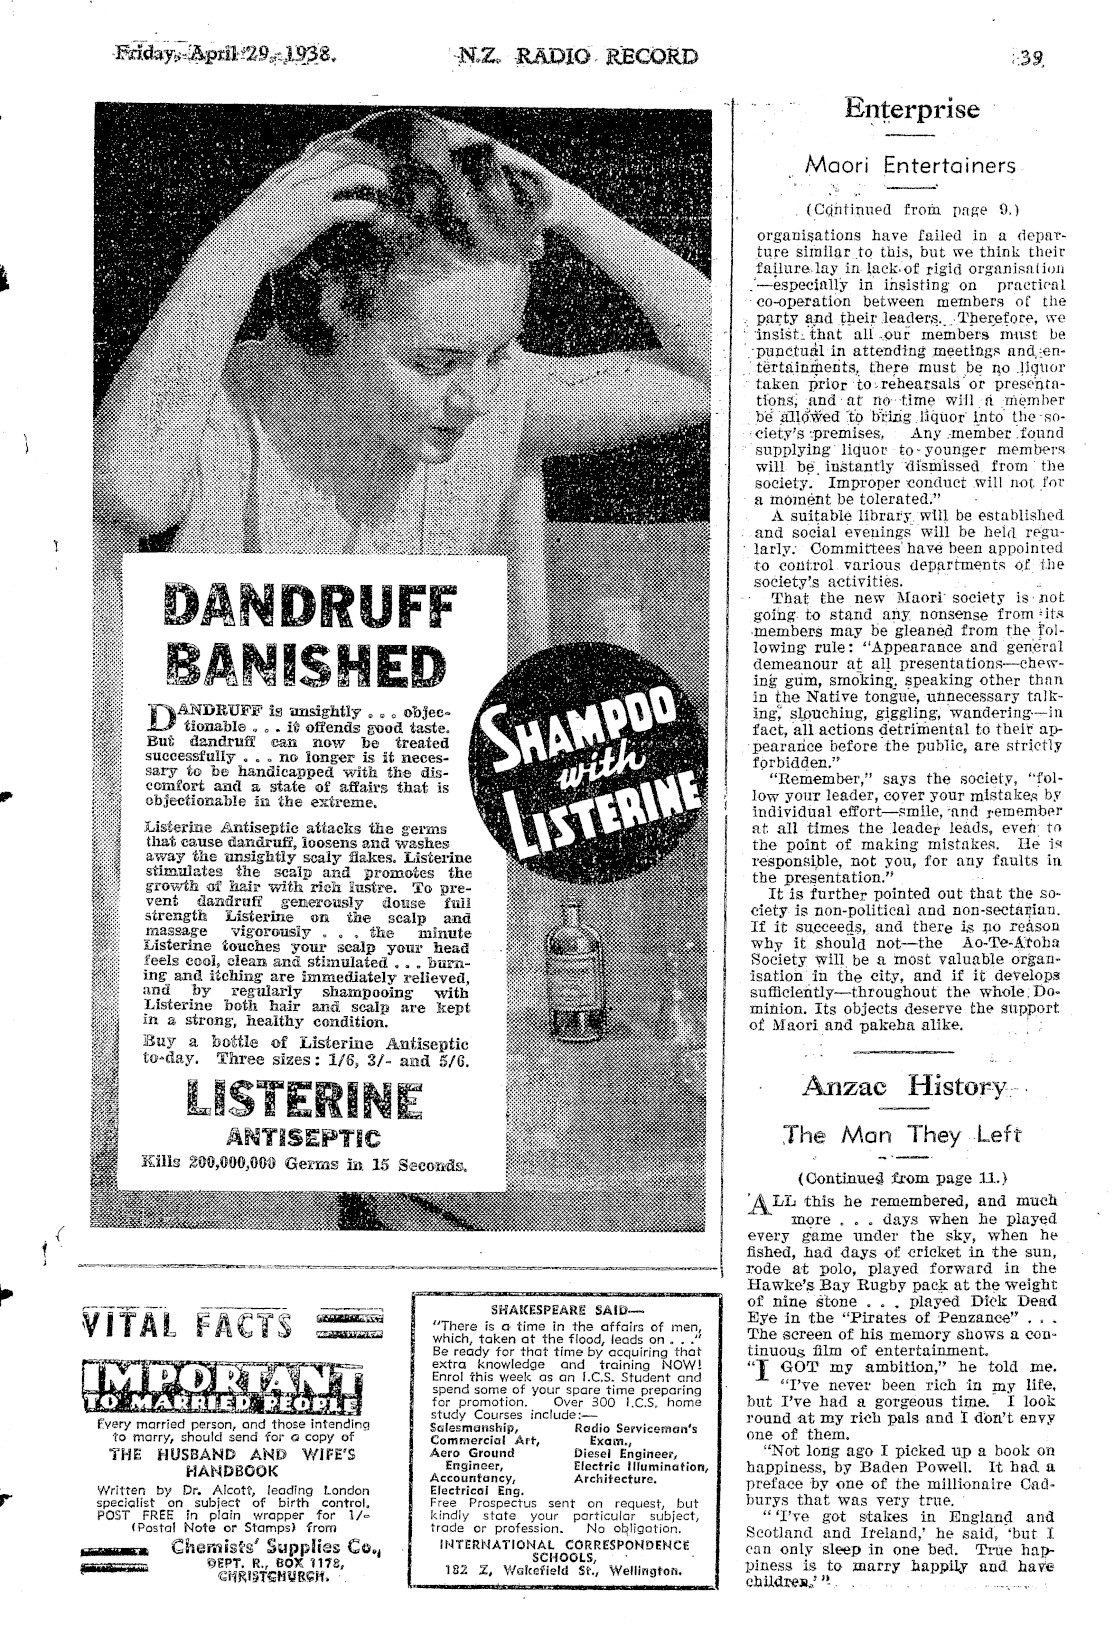 Friday, April 29, 1938.
N.Z. RADIO RECORD
39
DANDRUFF
BANISHED
DANDRUFF is unsightly . . . objec-
tionable . . . it offends good taste.
But dandruff can now be treated
successfully . . . no longer is it neces-
sary to be handicapped with the dis-
comfort and a state of affairs that is
objectionable in the extreme.
Listerine Antiseptic attacks the germs
that cause dandruff, loosens and washes
away the unsightly scaly flakes. Listerine
stimulates the scalp and promotes the
growth of hair with rich lustre. To pre-
vent dandruff generously douse full
strength Listerine on the scalp and
massage vigorously . . . the minute
Listerine touches your scalp your head
feels cool, clean and stimulated . . . burn-
ing and itching are immediately relieved,
and by regularly shampooing with
Listerine both hair and scalp are kept
in a strong, healthy condition.
Buy a bottle of Listerine Antiseptic
to-day. Three sizes: 1/6, 3/- and 5/6.
LISTERINE
ANTISEPTIC
Kills 200,000,000 Germs in 15 Seconds.
SHAMPOO
with
LISTERINE
VITAL FACTS
IMPORTANT
TO MARRIED PEOPLE
Every married person, and those intending
to marry, should send for a copy of
THE HUSBAND AND WIFE'S
HANDBOOK
Written by Dr. Alcott, leading London
specialist on subject of birth control.
POST FREE in plain wrapper for 1/-
(Postal Note or Stamps) from
Chemists' Supplies Co.,
DEPT. R., BOX 1178,
CHRISTCHURCH.
SHAKESPEARE SAID—
"There is a time in the affairs of men,
which, taken at the flood, leads on . . ."
Be ready for that time by acquiring that
extra knowledge and training NOW!
Enrol this week as an I.C.S. Student and
spend some of your spare time preparing
for promotion. Over 300 I.C.S. home
study Courses include:—
Salesmanship,
Commercial Art,
Aero Ground
Engineer,
Accountancy,
Electrical Eng.
Radio Serviceman's
Exam.,
Diesel Engineer,
Electric Illumination,
Architecture.
Free Prospectus sent on request, but
kindly state your particular subject,
trade or profession. No obligation.
INTERNATIONAL CORRESPONDENCE
SCHOOLS,
182 Z, Wakefield St., Wellington.
Enterprise
Maori Entertainers
(Continued from page 9.)
organisations have failed in a depar-
ture similar to this, but we think their
failure lay in lack of rigid organisation
—especially in insisting on practical
co-operation between members of the
party and their leaders. Therefore, we
insist that all our members must be
punctual in attending meetings and en-
tertainments, there must be no liquor
taken prior to rehearsals or presenta-
tions, and at no time will a member
be allowed to bring liquor into the so-
ciety's premises. Any member found
supplying liquor to younger members
will be instantly dismissed from the
society. Improper conduct will not for
a moment be tolerated."
A suitable library will be established
and social evenings will be held regu-
larly. Committees have been appointed
to control various departments of the
society's activities.
That the new Maori society is not
going to stand any nonsense from its
members may be gleaned from the fol-
lowing rule: "Appearance and general
demeanour at all presentations—chew-
ing gum, smoking, speaking other than
in the Native tongue, unnecessary talk-
ing, slouching, giggling, wandering—in
fact, all actions detrimental to their ap-
pearance before the public, are strictly
forbidden."
"Remember," says the society, "fol-
low your leader, cover your mistakes by
individual effort—smile, and remember
at all times the leader leads, even to
the point of making mistakes. He is
responsible, not you, for any faults in
the presentation."
It is further pointed out that the so-
ciety is non-political and non-sectarian.
If it succeeds, and there is no reason
why it should not—the Ao-Te-Aroha
Society will be a most valuable organ-
isation in the city, and if it develops
sufficiently—throughout the whole Do-
minion. Its objects deserve the support
of Maori and pakeha alike.
Anzac History
The Man They Left
(Continued from page 11.)
ALL this he remembered, and much
more . . . days when he played
every game under the sky, when he
fished, had days of cricket in the sun,
rode at polo, played forward in the
Hawke's Bay Rugby pack at the weight
of nine stone . . . played Dick Dead
Eye in the "Pirates of Penzance" . . .
The screen of his memory shows a con-
tinuous film of entertainment.
"I GOT my ambition," he told me.
"I've never been rich in my life,
but I've had a gorgeous time. I look
round at my rich pals and I don't envy
one of them.
"Not long ago I picked up a book on
happiness, by Baden Powell. It had a
preface by one of the millionaire Cad-
burys that was very true.
"'I've got stakes in England and
Scotland and Ireland,' he said, 'but I
can only sleep in one bed. True hap-
piness is to marry happily and have
children.'"